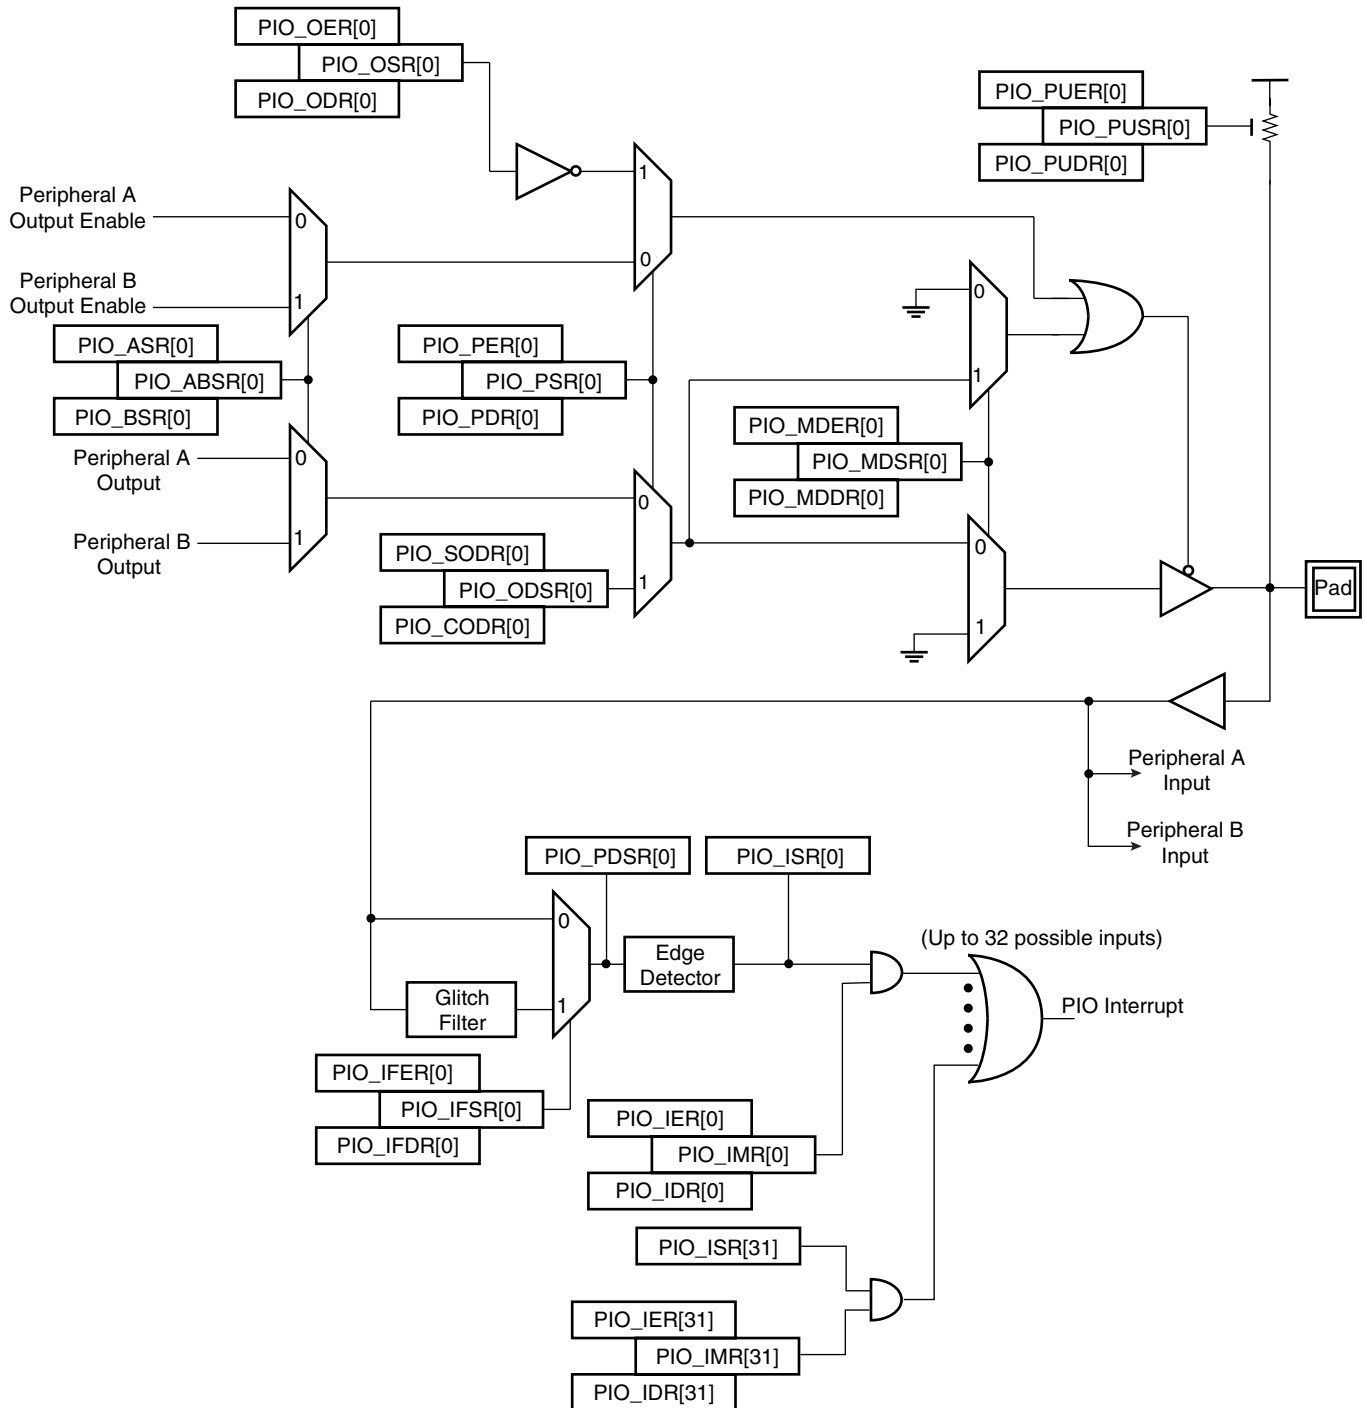 PIO_OER[0]
PIO_OSR[0]
PIO_ODR[0]
PIO_PUER[0]
PIO_PUSR[0]
PIO_PUDR[0]
1
0
Peripheral A
Output Enable
0
Peripheral B
Output Enable
1
PIO_ASR[0]
PIO_ABSR[0]
PIO_BSR[0]
PIO_PER[0]
PIO_PSR[0]
PIO_PDR[0]
0
1
PIO_MDER[0]
PIO_MDSR[0]
PIO_MDDR[0]
Peripheral A
Output
0
Peripheral B
Output
1
0
1
PIO_SODR[0]
PIO_ODSR[0]
PIO_CODR[0]
0
1
Pad
Peripheral A
Input
Peripheral B
Input
PIO_PDSR[0]
PIO_ISR[0]
0
1
Edge
Detector
Glitch
Filter
(Up to 32 possible inputs)
PIO Interrupt
PIO_IFER[0]
PIO_IFSR[0]
PIO_IFDR[0]
PIO_IER[0]
PIO_IMR[0]
PIO_IDR[0]
PIO_ISR[31]
PIO_IER[31]
PIO_IMR[31]
PIO_IDR[31]